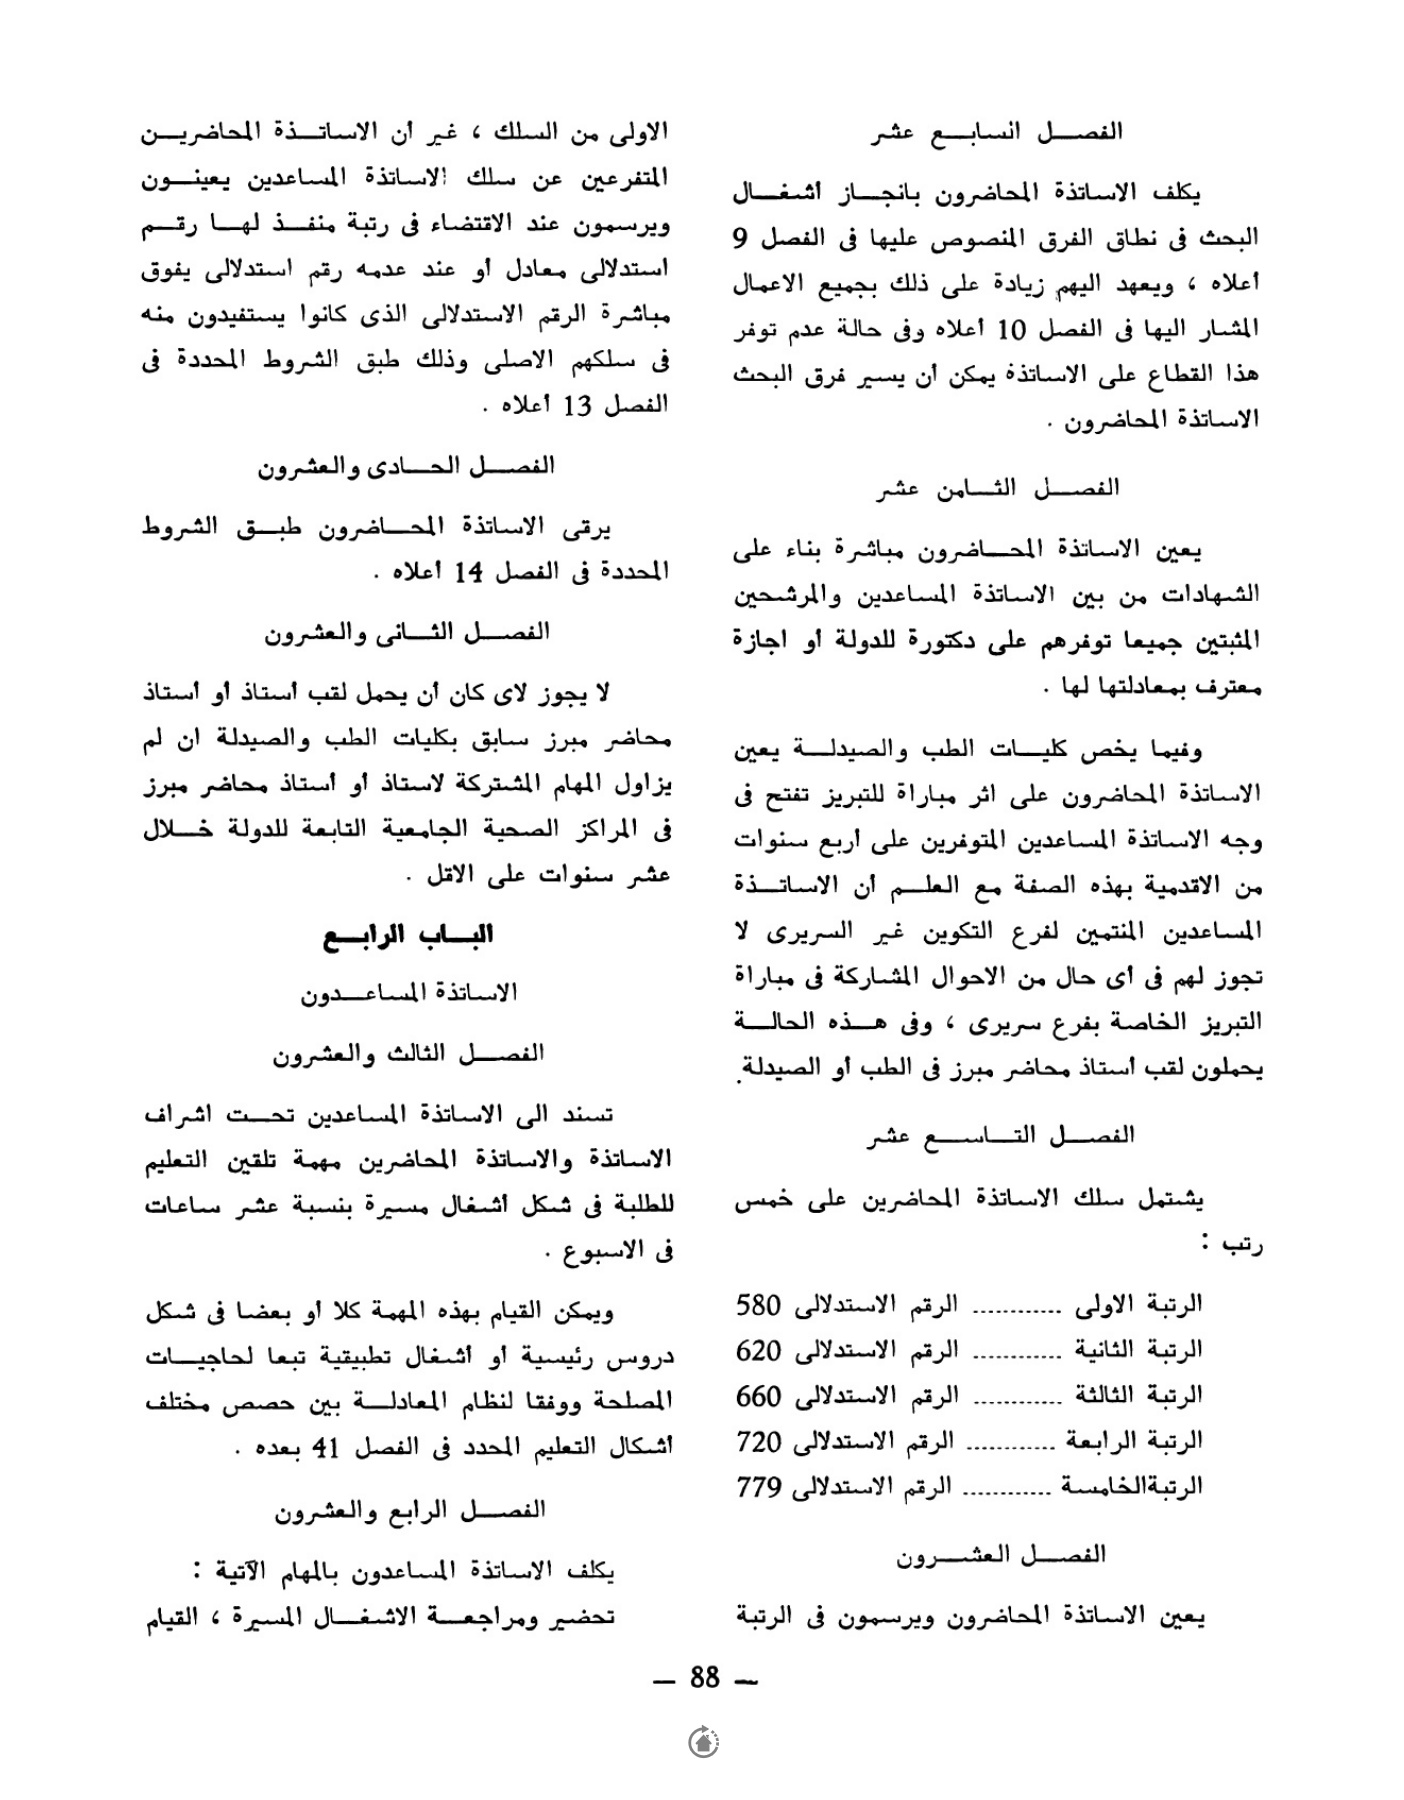 الفصل السابع عشر
يكلف الاساتذة المحاضرون بانجاز أشغال
البحث فى نطاق الفرق المنصوص عليها فى الفصل 9
أعلاه ، ويعهد اليهم زيادة على ذلك بجميع الاعمال
المشار اليها فى الفصل 10 أعلاه وفى حالة عدم توفر
هذا القطاع على الاساتذة يمكن أن يسير فرق البحث
الاساتذة المحاضرون .
الفصل الثامن عشر
يعين الاساتذة المحاضرون مباشرة بناء على
الشهادات من بين الاساتذة المساعدين والمرشحين
المثبتين جميعا توفرهم على دكتورة للدولة أو اجازة
معترف بمعادلتها لها .
وفيما يخص كليات الطب والصيدلة يعين
الاساتذة المحاضرون على اثر مباراة للتبريز تفتح فى
وجه الاساتذة المساعدين المتوفرين على أربع سنوات
من الاقدمية بهذه الصفة مع العلم أن الاساتذة
المساعدين المنتمين لفرع التكوين غير السريرى لا
تجوز لهم فى أى حال من الاحوال المشاركة فى مباراة
التبريز الخاصة بفرع سريرى ، وفى هذه الحالة
يحملون لقب أستاذ محاضر مبرز فى الطب أو الصيدلة.
الفصل التاسع عشر
يشتمل سلك الاساتذة المحاضرين على خمس
رتب :
الرتبة الاولى ............ الرقم الاستدلالى 580
الرتبة الثانية ............ الرقم الاستدلالى 620
الرتبة الثالثة ............ الرقم الاستدلالى 660
الرتبة الرابعة ............ الرقم الاستدلالى 720
الرتبةالخامسة ............ الرقم الاستدلالى 779
الفصل العشرون
يعين الاساتذة المحاضرون ويرسمون فى الرتبة
الاولى من السلك ، غير أن الاساتذة المحاضرين
المتفرعين عن سلك الاساتذة المساعدين يعينون
ويرسمون عند الاقتضاء فى رتبة منفذ لها رقم
استدلالى معادل أو عند عدمه رقم استدلالى يفوق
مباشرة الرقم الاستدلالى الذى كانوا يستفيدون منه
فى سلكهم الاصلى وذلك طبق الشروط المحددة فى
الفصل 13 أعلاه .
الفصل الحادى والعشرون
يرقى الاساتذة المحاضرون طبق الشروط
المحددة فى الفصل 14 أعلاه .
الفصل الثانى والعشرون
لا يجوز لاى كان أن يحمل لقب أستاذ أو أستاذ
محاضر مبرز سابق بكليات الطب والصيدلة ان لم
يزاول المهام المشتركة لاستاذ أو أستاذ محاضر مبرز
فى المراكز الصحية الجامعية التابعة للدولة خلال
عشر سنوات على الاقل .
الباب الرابع
الاساتذة المساعدون
الفصل الثالث والعشرون
تسند الى الاساتذة المساعدين تحت اشراف
الاساتذة والاساتذة المحاضرين مهمة تلقين التعليم
للطلبة فى شكل أشغال مسيرة بنسبة عشر ساعات
فى الاسبوع .
ويمكن القيام بهذه المهمة كلا أو بعضا فى شكل
دروس رئيسية أو أشغال تطبيقية تبعا لحاجيات
المصلحة ووفقا لنظام المعادلة بين حصص مختلف
أشكال التعليم المحدد فى الفصل 41 بعده .
الفصل الرابع والعشرون
يكلف الاساتذة المساعدون بالمهام الآتية :
تحضير ومراجعة الاشغال المسيرة ، القيام
— 88 —